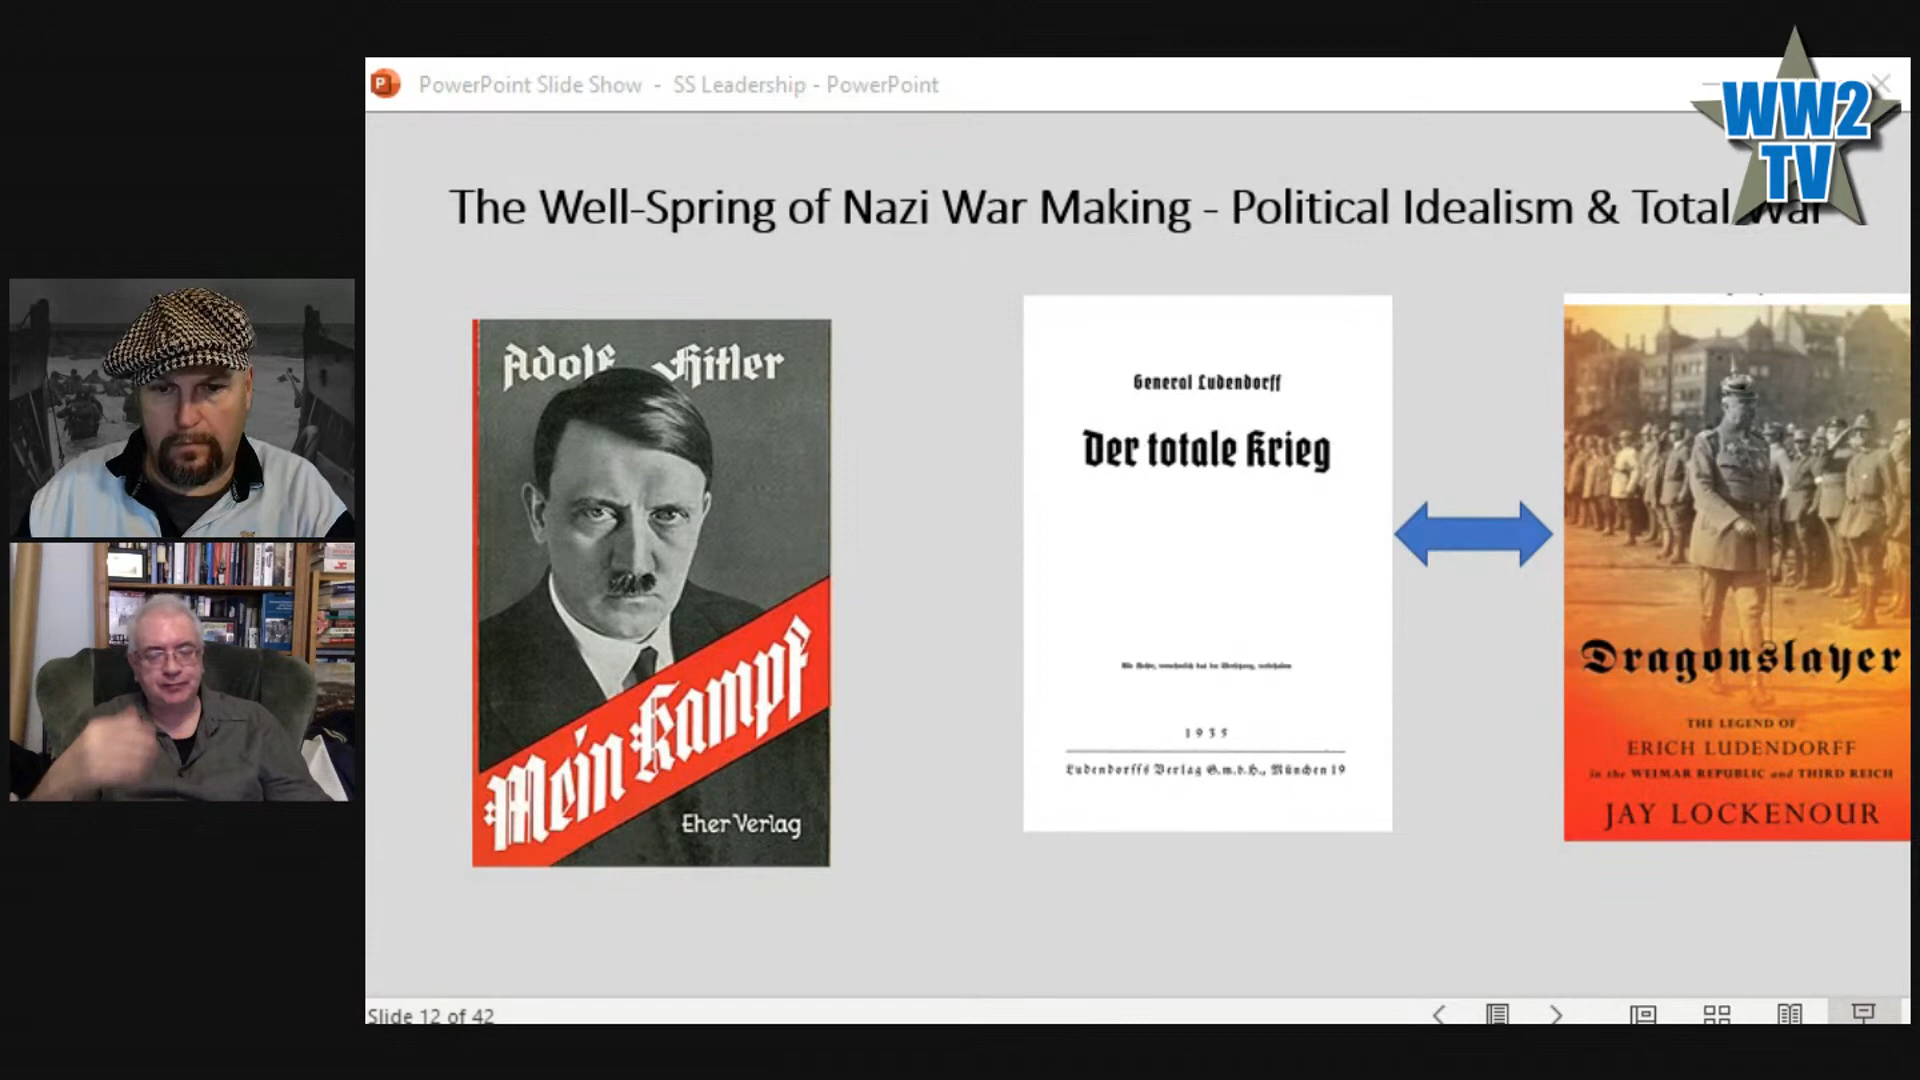 PowerPoint Slide Show - SS Leadership - PowerPoint
WW2
TV
The Well-Spring of Nazi War Making - Political Idealism & Total War
Adolf Hitler
Mein Kampf
Eher Verlag
General Ludendorff
Der totale Krieg
1935
Ludendorffs Verlag G.m.b.H., München 19
Dragonslayer
THE LEGEND OF
ERICH LUDENDORFF
in the WEIMAR REPUBLIC and THIRD REICH
JAY LOCKENOUR
Slide 12 of 42